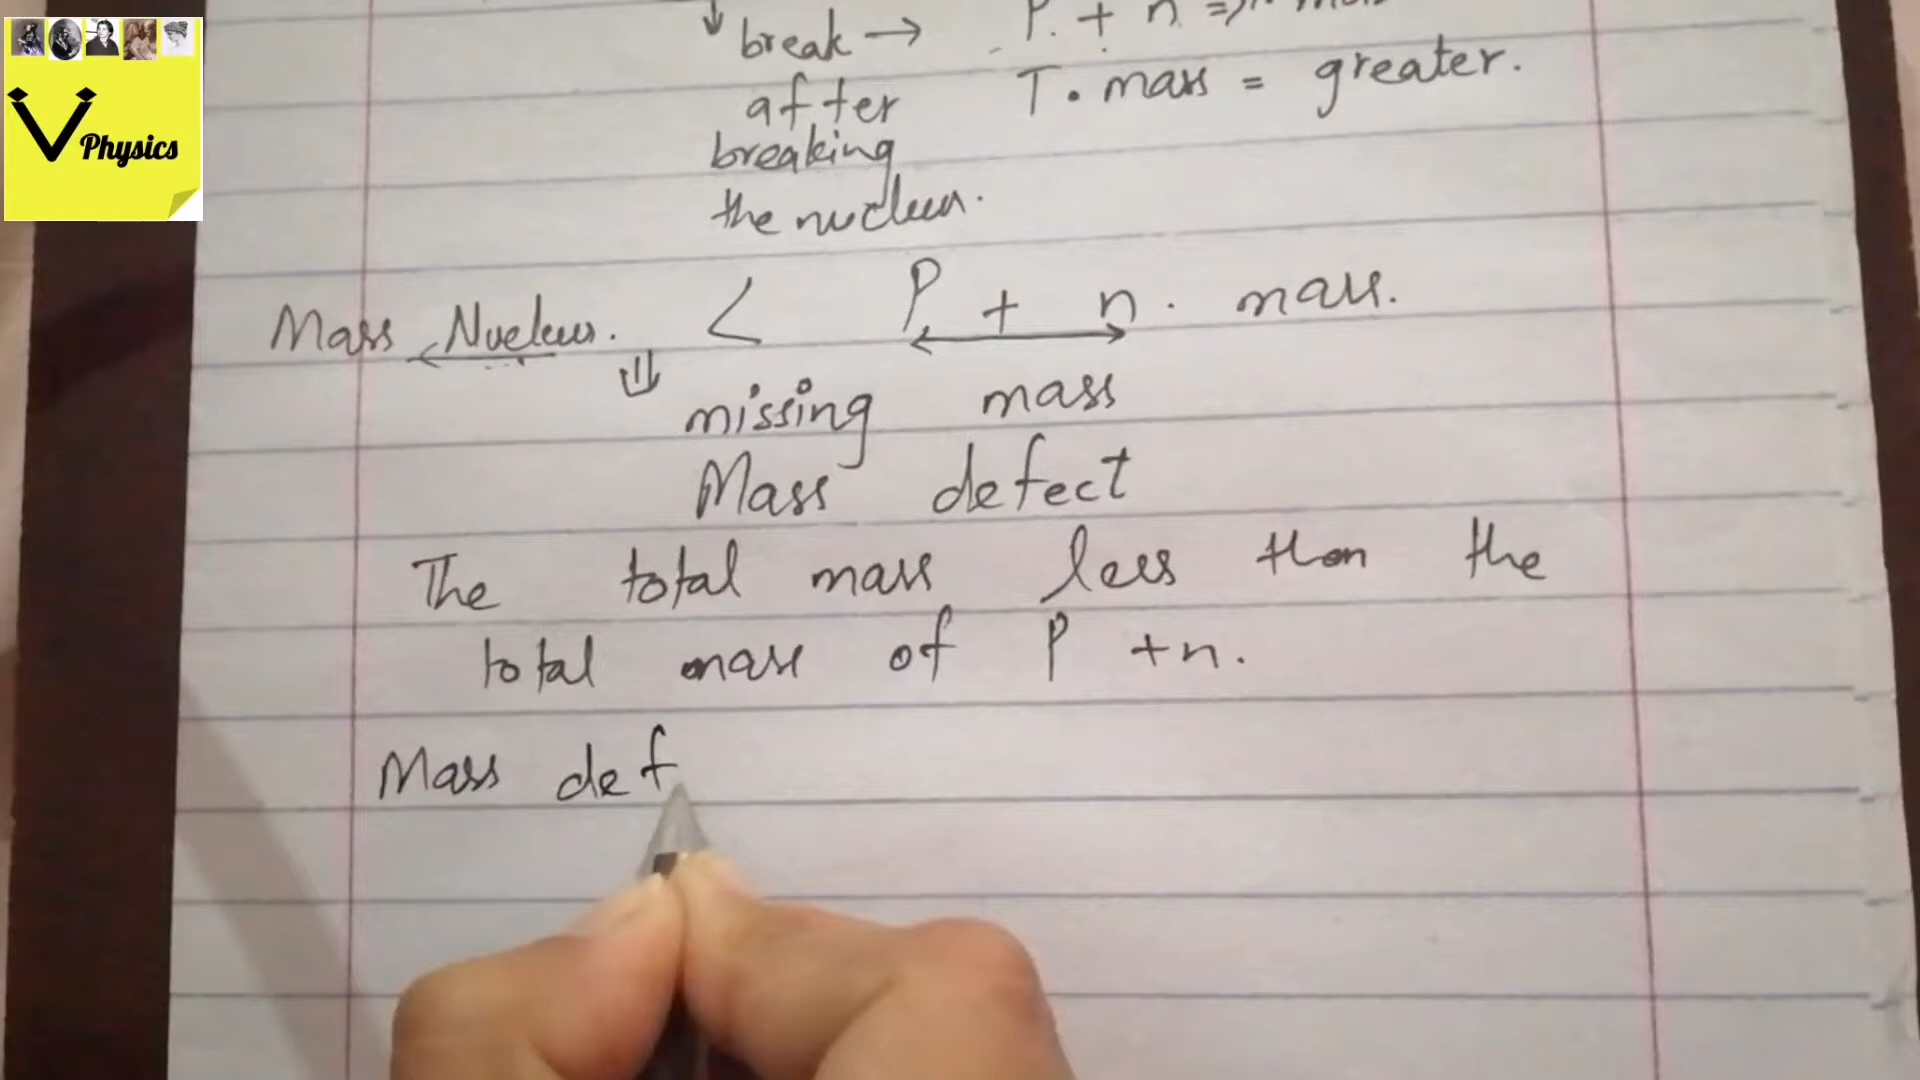 V Physics
↓ break → P. + n =>
after T. mass = greater.
breaking
the nucleus.
Mass Nucleus. < P + n. mass.
⇓ missing mass
Mass defect
The total mass less than the
total mass of P +n.
Mass def